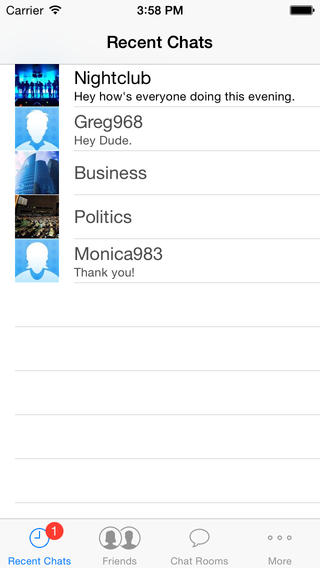 Carrier 3:58 PM
Recent Chats
Nightclub
Hey how's everyone doing this evening.
Greg968
Hey Dude.
Business
Politics
Monica983
Thank you!
1
Recent Chats Friends Chat Rooms More